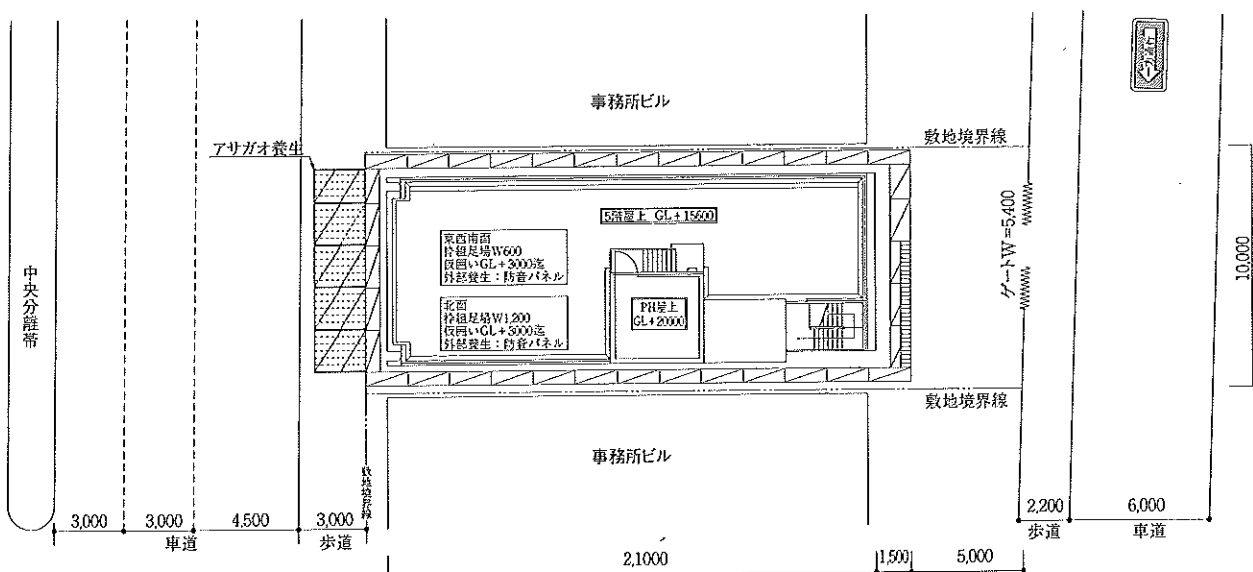 事務所ビル
アサガオ養生
敷地境界線
5階屋上 GL+15600
東西南面
枠組足場W600
仮囲いGL+3000迄
外部養生：防音パネル
北面
枠組足場W1,200
仮囲いGL+3000迄
外部養生：防音パネル
PH屋上
GL+20000
ゲートW=5,400
10,000
中央分離帯
敷地境界線
事務所ビル
敷地境界線
3,000
3,000
4,500
3,000
車道
歩道
2,200
6,000
歩道
車道
2,1000
1,500
5,000